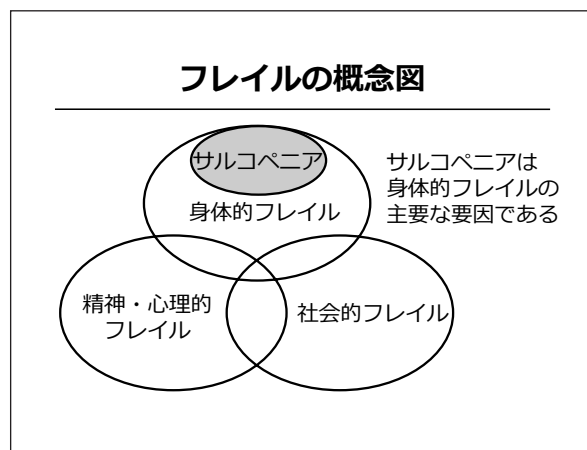 フレイルの概念図
サルコペニア
身体的フレイル
サルコペニアは
身体的フレイルの
主要な要因である
精神・心理的
フレイル
社会的フレイル